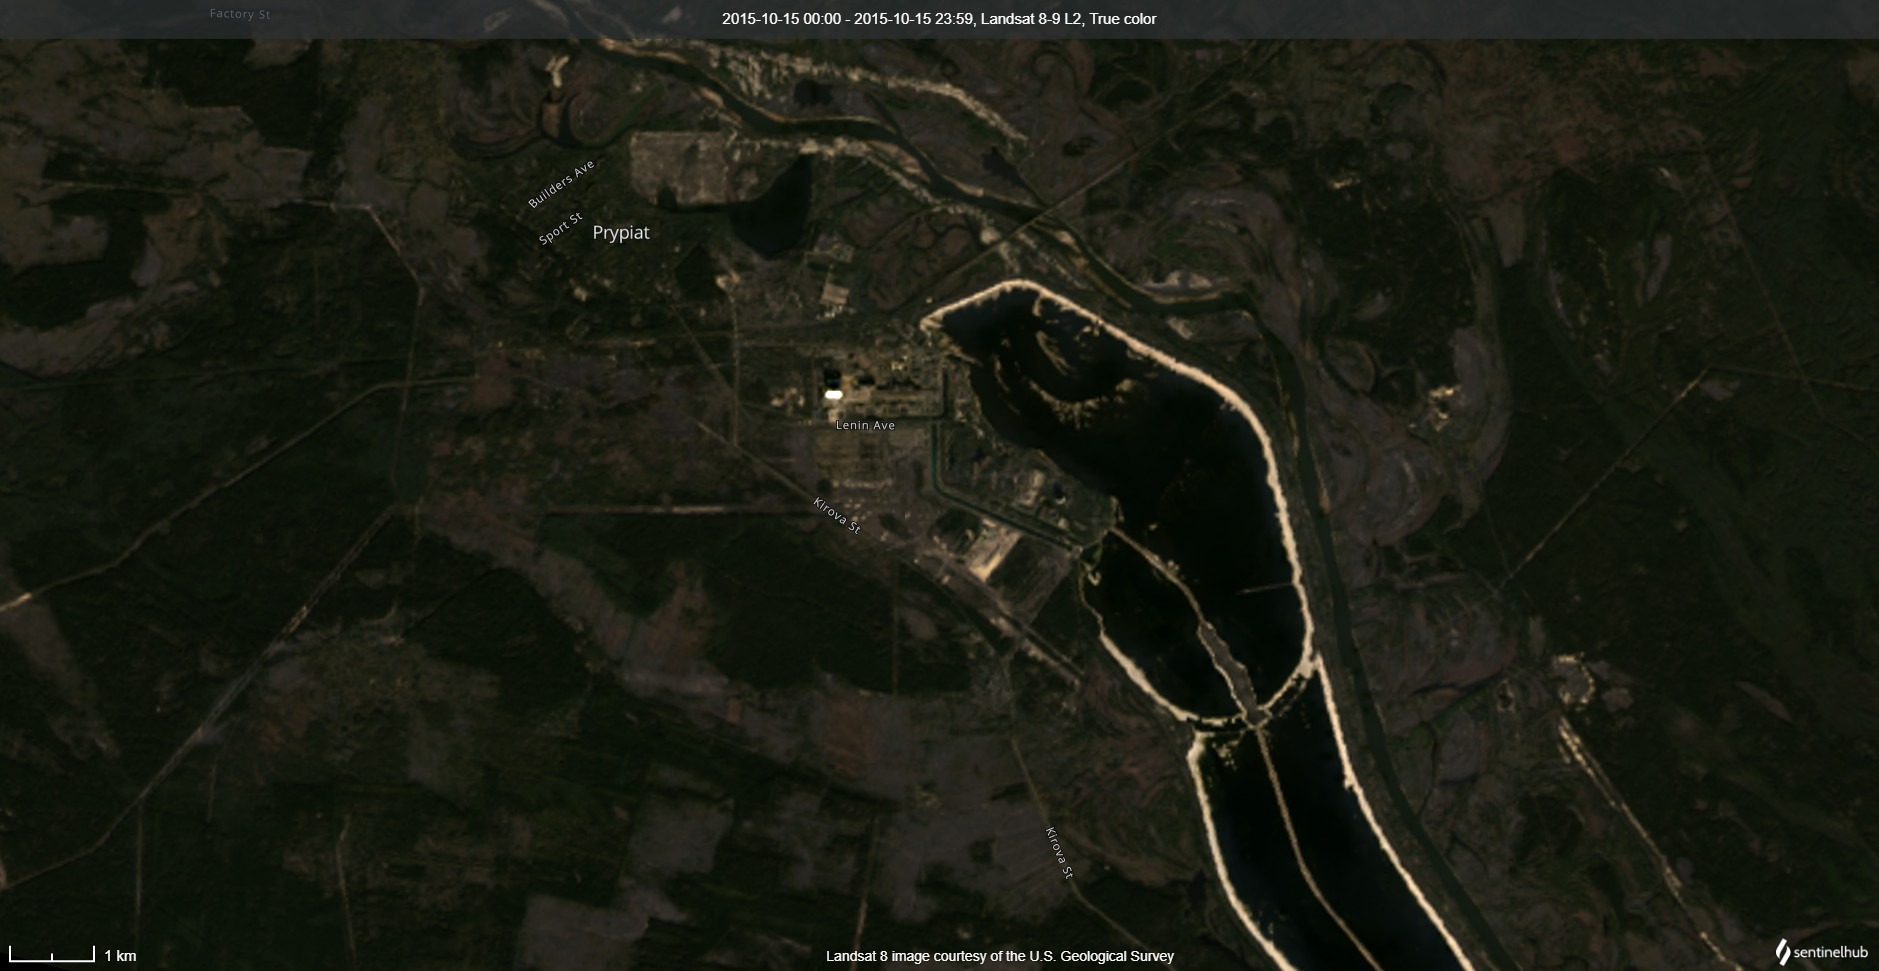 Factory St
2015-10-15 00:00 - 2015-10-15 23:59, Landsat 8-9 L2, True color
Builders Ave
Sport St
Prypiat
Lenin Ave
Kirova St
Kirova St
1 km
Landsat 8 image courtesy of the U.S. Geological Survey
sentinelhub